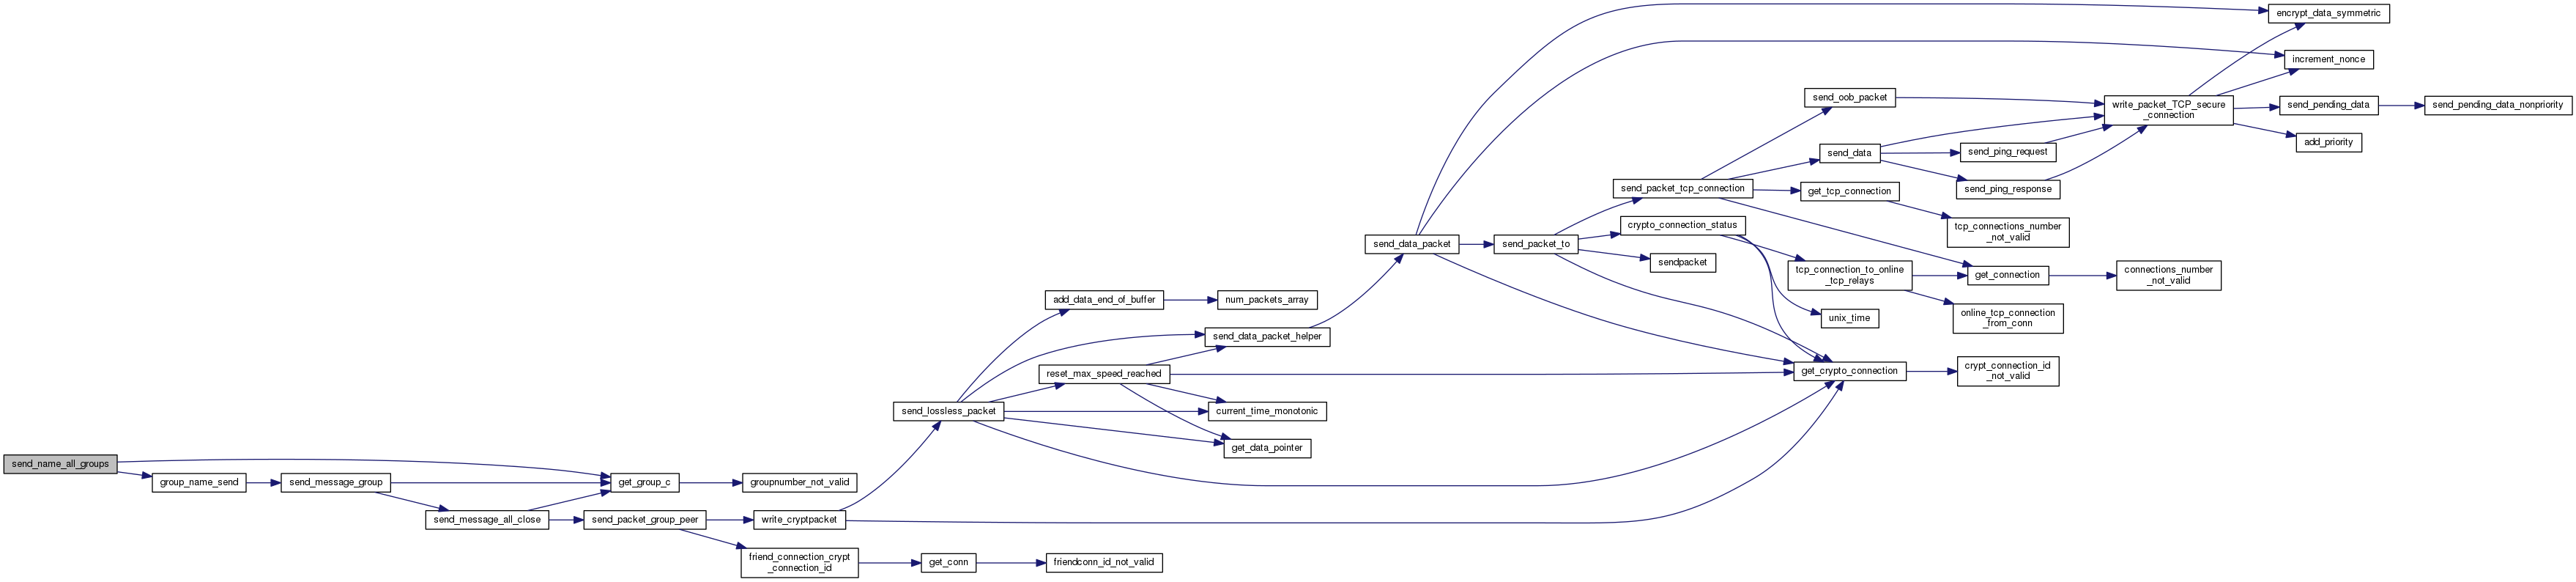 encrypt_data_symmetric
increment_nonce
send_oob_packet
write_packet_TCP_secure
_connection
send_pending_data
send_pending_data_nonpriority
add_priority
send_data
send_ping_request
send_packet_tcp_connection
get_tcp_connection
send_ping_response
crypto_connection_status
tcp_connections_number
_not_valid
send_data_packet
send_packet_to
sendpacket
tcp_connection_to_online
_tcp_relays
get_connection
connections_number
_not_valid
add_data_end_of_buffer
num_packets_array
unix_time
online_tcp_connection
_from_conn
send_data_packet_helper
reset_max_speed_reached
get_crypto_connection
crypt_connection_id
_not_valid
send_lossless_packet
current_time_monotonic
get_data_pointer
send_name_all_groups
group_name_send
send_message_group
get_group_c
groupnumber_not_valid
send_message_all_close
send_packet_group_peer
write_cryptpacket
friend_connection_crypt
_connection_id
get_conn
friendconn_id_not_valid